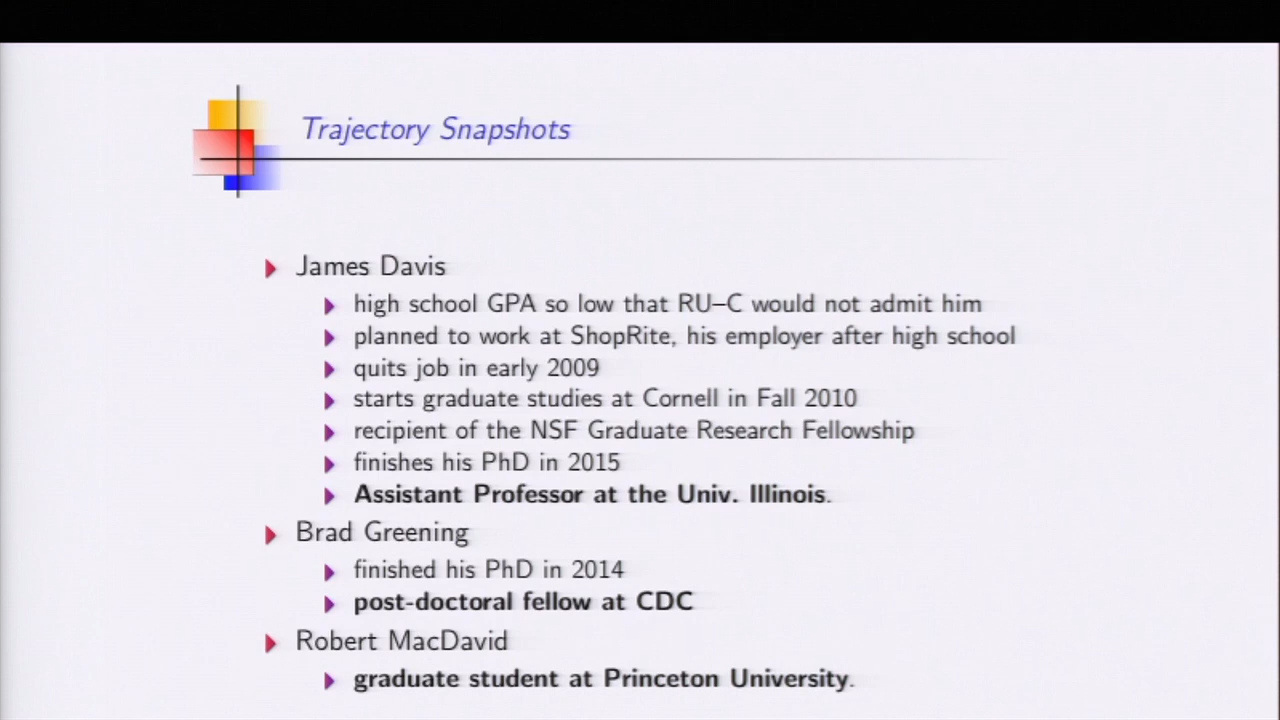 Trajectory Snapshots
James Davis
high school GPA so low that RU–C would not admit him
planned to work at ShopRite, his employer after high school
quits job in early 2009
starts graduate studies at Cornell in Fall 2010
recipient of the NSF Graduate Research Fellowship
finishes his PhD in 2015
Assistant Professor at the Univ. Illinois.
Brad Greening
finished his PhD in 2014
post-doctoral fellow at CDC
Robert MacDavid
graduate student at Princeton University.